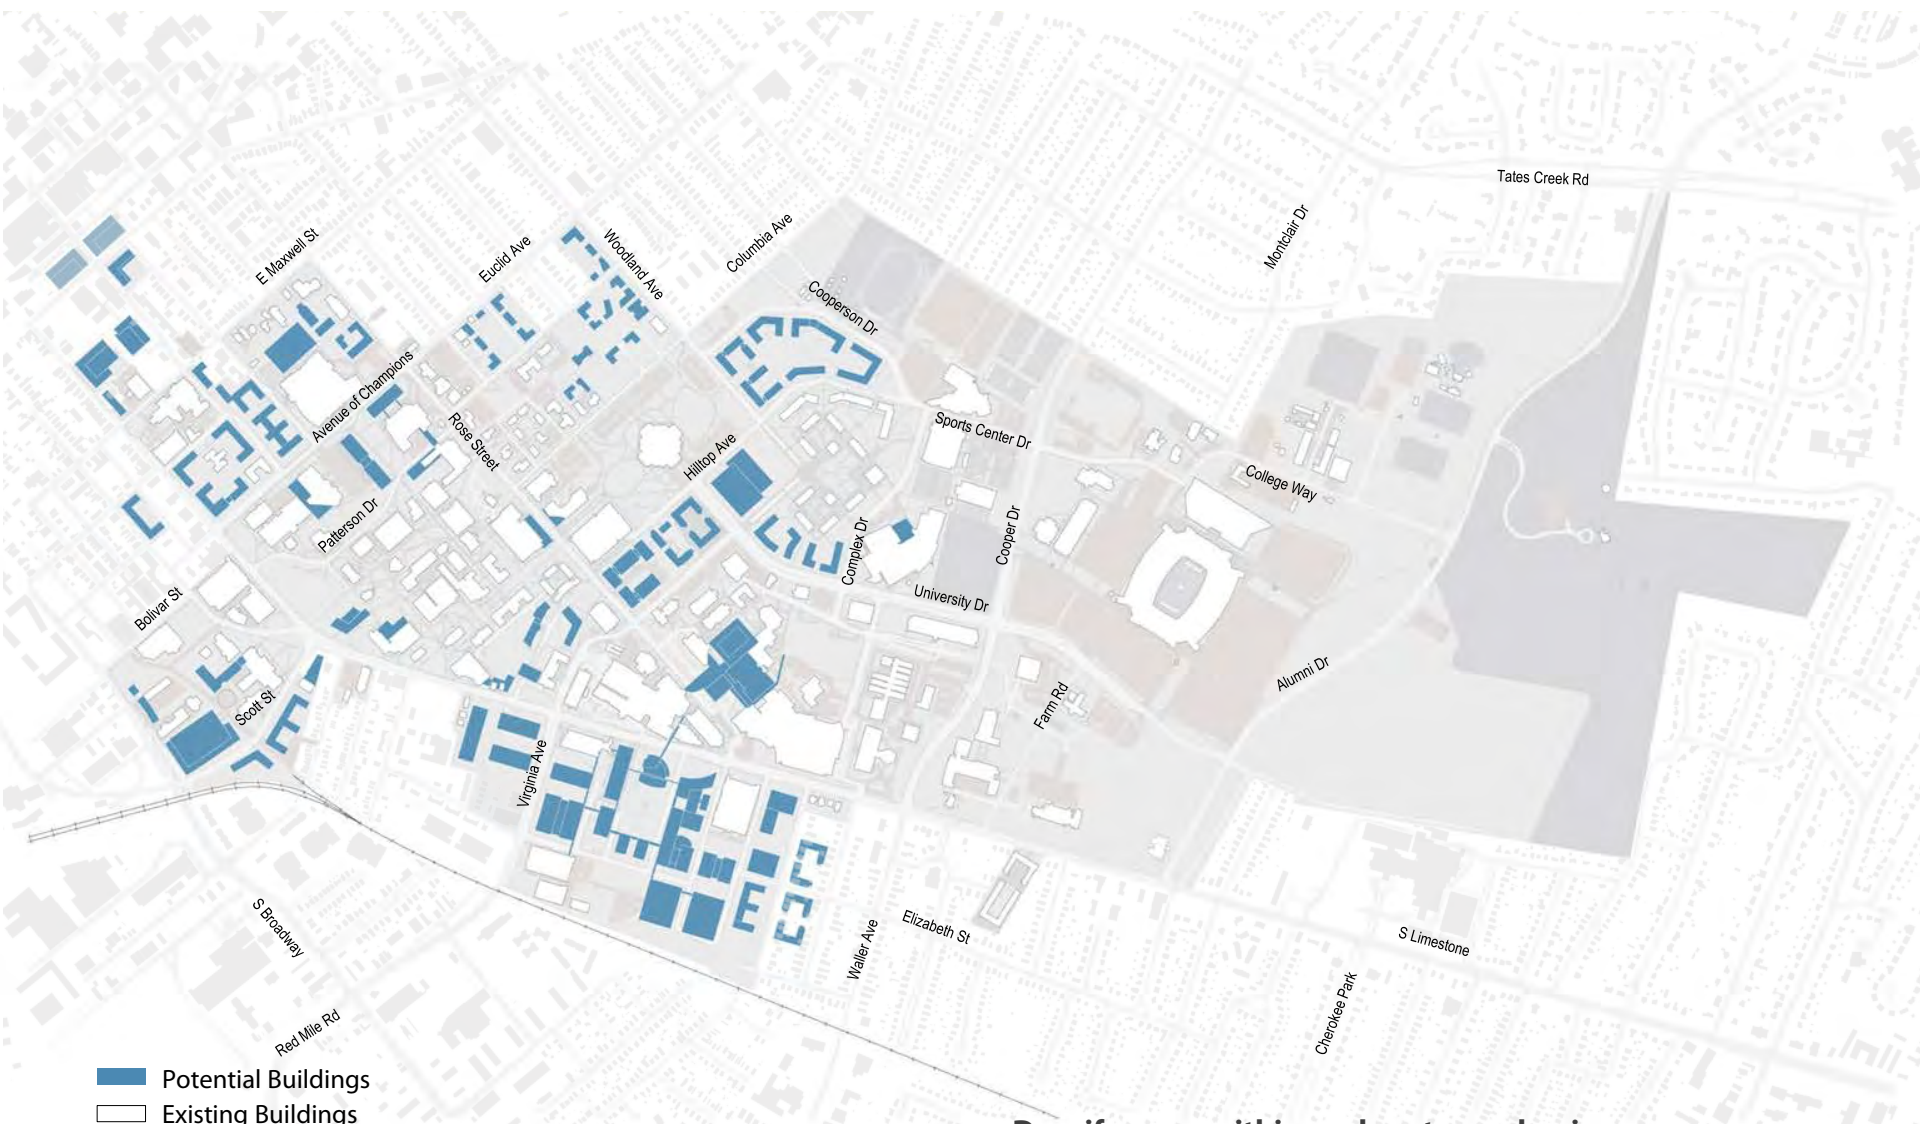 Tates Creek Rd
Montclair Dr
Columbia Ave
E Maxwell St
Euclid Ave
Woodland Ave
Cooperson Dr
Avenue of Champions
Rose Street
Sports Center Dr
Hilltop Ave
College Way
Patterson Dr
Complex Dr
Cooper Dr
University Dr
Bolivar St
Alumni Dr
Scott St
Farm Rd
Virginia Ave
S Broadway
Waller Ave
Elizabeth St
S Limestone
Cherokee Park
Red Mile Rd
Potential Buildings
Existing Buildings